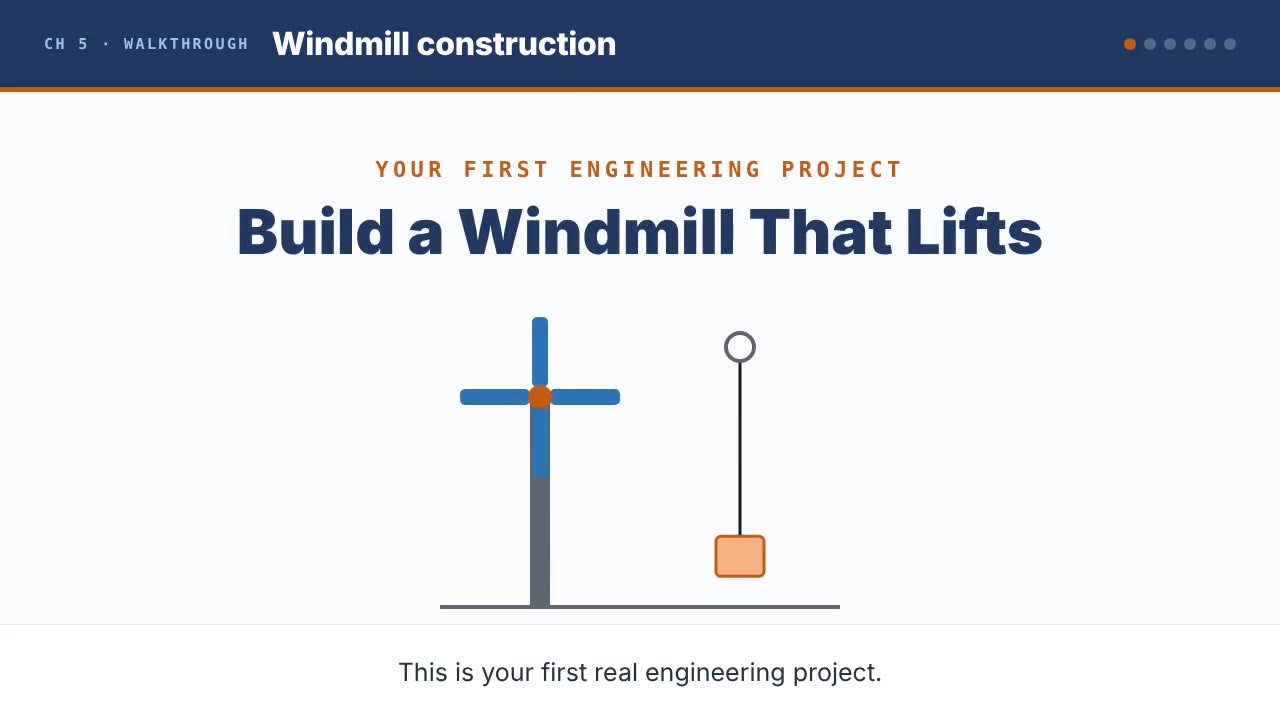 CH 5 · WALKTHROUGH Windmill construction
YOUR FIRST ENGINEERING PROJECT
Build a Windmill That Lifts
This is your first real engineering project.